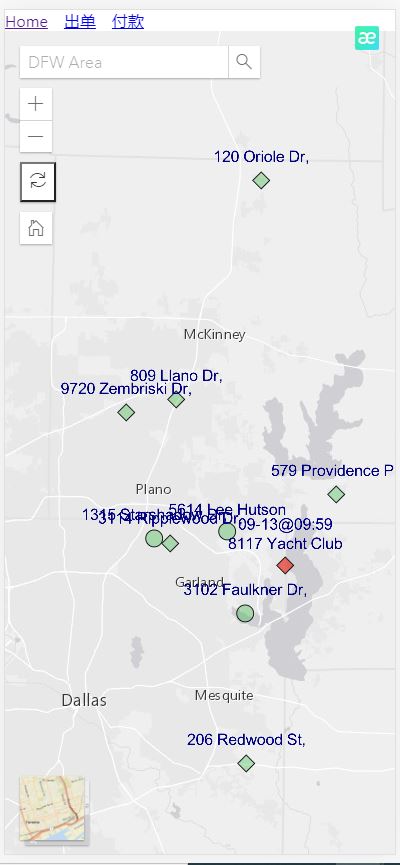 Home 出单 付款
æ
DFW Area
120 Oriole Dr,
McKinney
809 Llano Dr,
9720 Zembriski Dr,
579 Providence P
Plano
5614 Lee Hutson
1315 Starshadow Dr,
3114 Ripplewood Dr,
09-13@09:59
8117 Yacht Club
Garland
3102 Faulkner Dr,
Mesquite
Dallas
206 Redwood St,